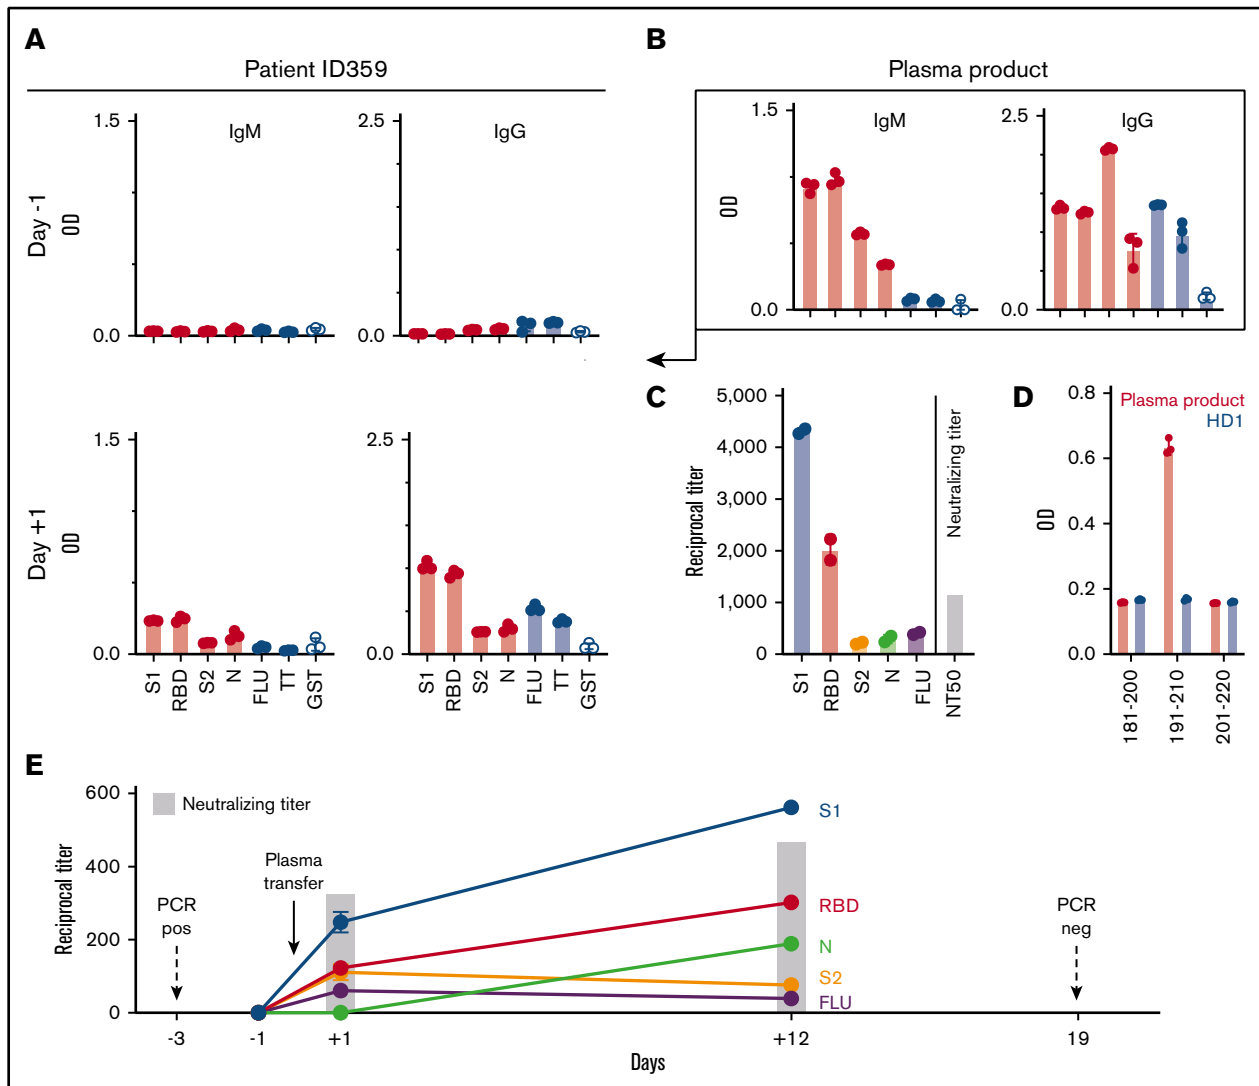 A
Patient ID359
IgM
IgG
Day -1
OD
1.5
0.0
2.5
0.0
Day +1
OD
1.5
0.0
2.5
0.0
S1
RBD
S2
N
FLU
TT
GST
S1
RBD
S2
N
FLU
TT
GST
B
Plasma product
IgM
IgG
OD
1.5
0.0
2.5
0.0
C
Reciprocal titer
5,000
4,000
3,000
2,000
1,000
0
Neutralizing titer
S1
RBD
S2
N
FLU
NT50
D
Plasma product
HD1
OD
0.8
0.6
0.4
0.2
0.0
181-200
191-210
201-220
E
Reciprocal titer
600
400
200
0
Neutralizing titer
PCR
pos
Plasma
transfer
S1
RBD
N
S2
FLU
PCR
neg
-3
-1
+1
+12
19
Days